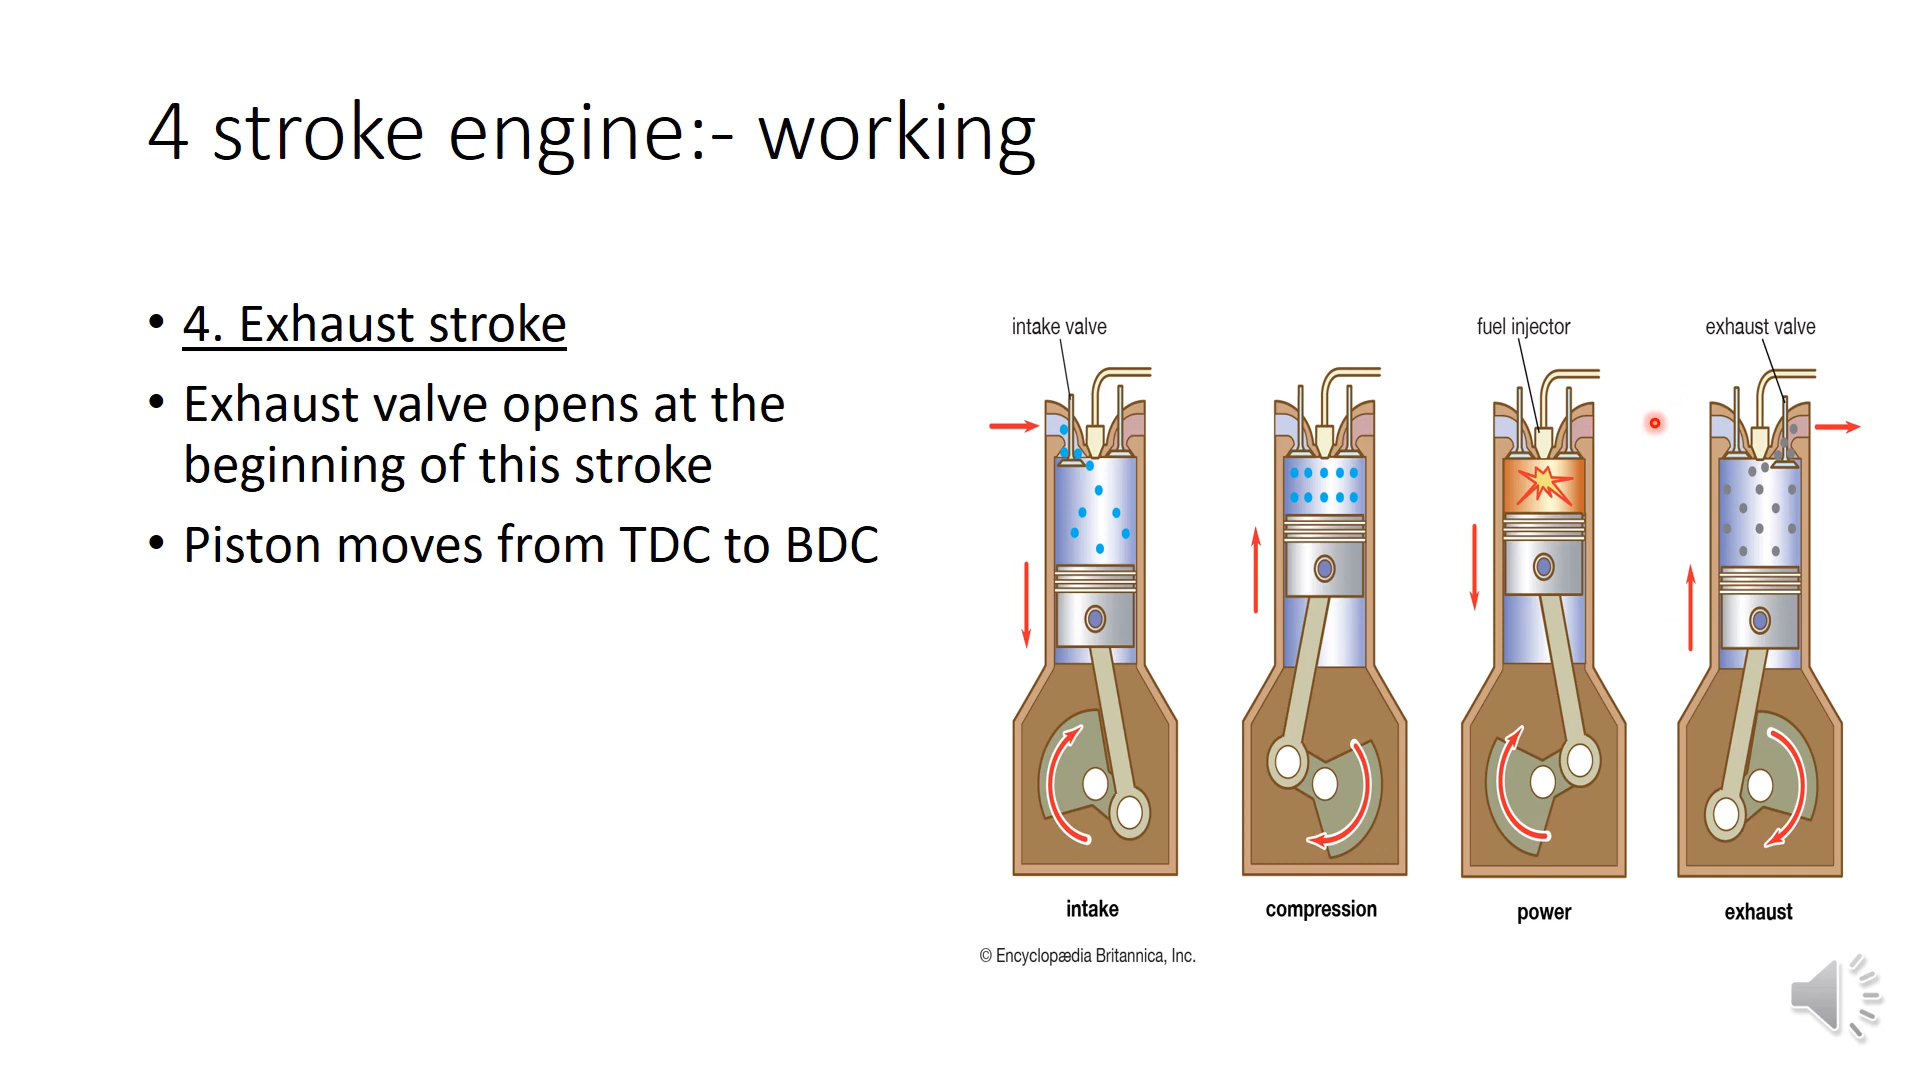 4 stroke engine:- working
• 4. Exhaust stroke
• Exhaust valve opens at the
beginning of this stroke
• Piston moves from TDC to BDC
intake valve
fuel injector
exhaust valve
intake
compression
power
exhaust
© Encyclopædia Britannica, Inc.